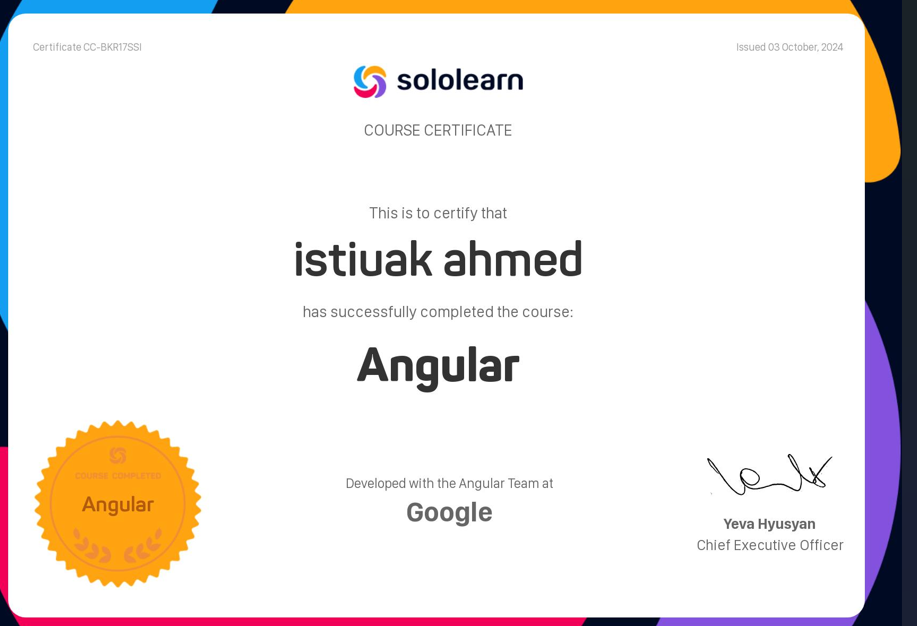 Certificate CC-BKR17SSI
Issued 03 October, 2024
sololearn
COURSE CERTIFICATE
This is to certify that
istiuak ahmed
has successfully completed the course:
Angular
COURSE COMPLETED
Angular
Developed with the Angular Team at
Google
Yeva Hyusyan
Chief Executive Officer